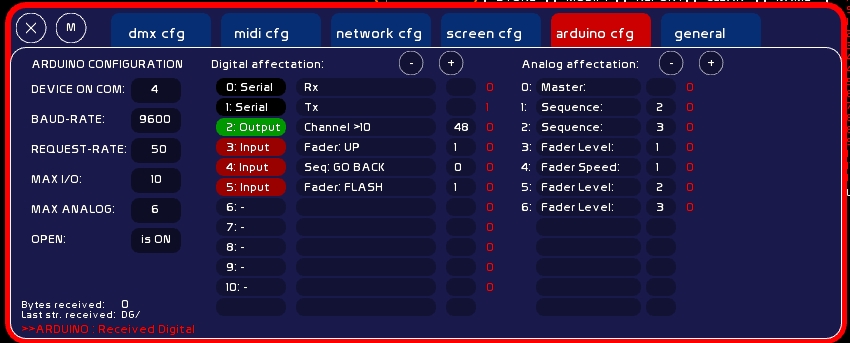 X M dmx cfg midi cfg network cfg screen cfg arduino cfg general
ARDUINO CONFIGURATION Digital affectation: - + Analog affectation: - +
DEVICE ON COM: 4 0: Serial Rx 0 0: Master: 0
1: Serial Tx 1 1: Sequence: 2 0
BAUD-RATE: 9600 2: Output Channel >10 48 0 2: Sequence: 3 0
REQUEST-RATE: 50 3: Input Fader: UP 1 0 3: Fader Level: 1 0
4: Input Seq: GO BACK 0 0 4: Fader Speed: 1 0
MAX I/O: 10 5: Input Fader: FLASH 1 0 5: Fader Level: 2 0
MAX ANALOG: 6 6: - 0 6: Fader Level: 3 0
7: - 0
OPEN: is ON 8: - 0
9: - 0
10: - 0
Bytes received: 0
Last str. received: DG/
>>ARDUINO : Received Digital